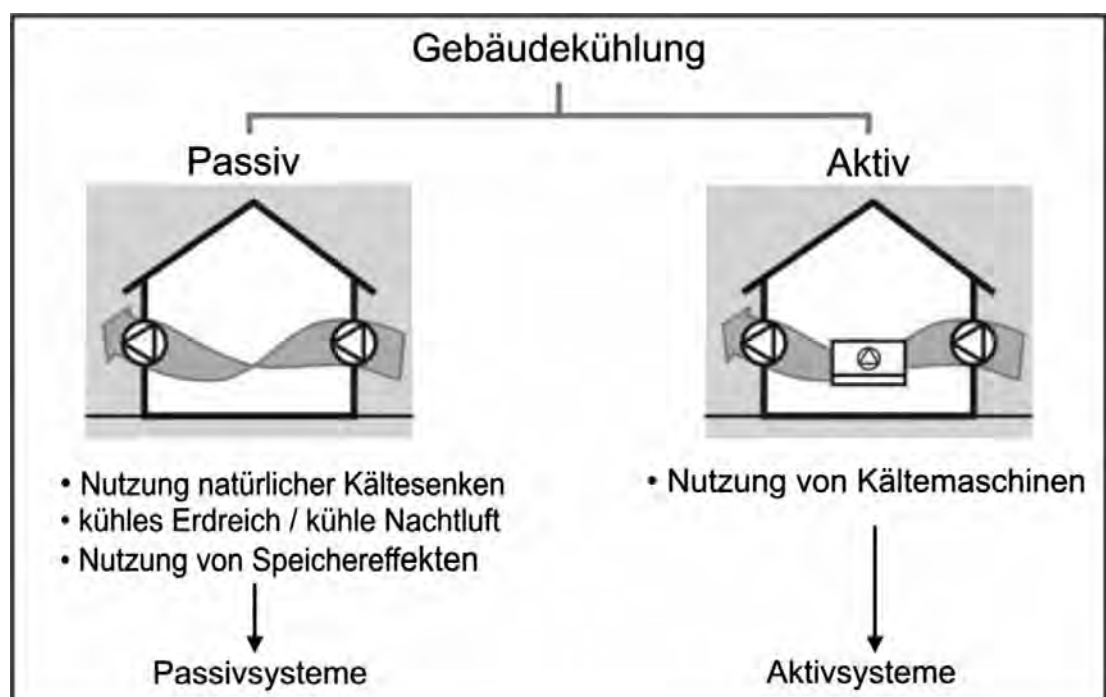 Gebäudekühlung
Passiv
Aktiv
• Nutzung natürlicher Kältesenken
• kühles Erdreich / kühle Nachtluft
• Nutzung von Speichereffekten
• Nutzung von Kältemaschinen
Passivsysteme
Aktivsysteme